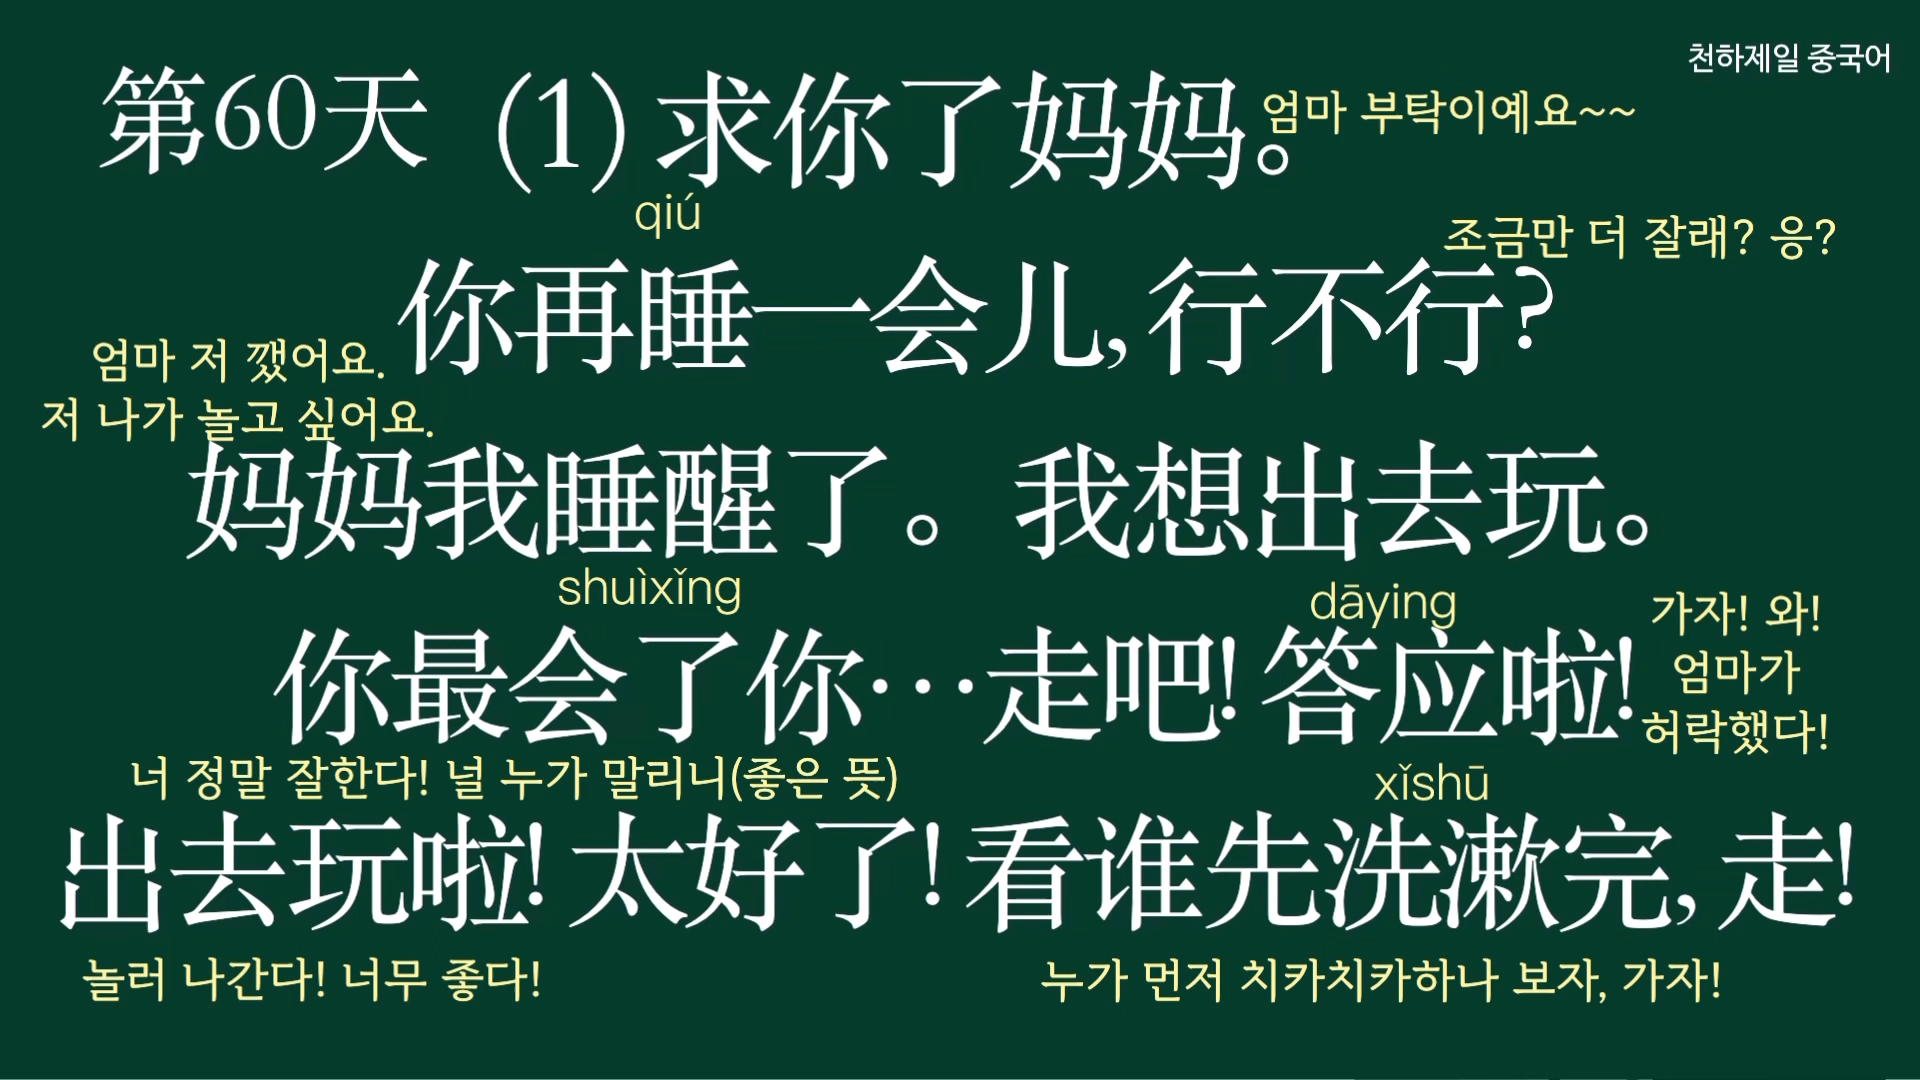 천하제일 중국어
第60天 (1) 求你了妈妈。 엄마 부탁이예요~~
qiú
조금만 더 잘래? 응?
你再睡一会儿, 行不行?
엄마 저 깼어요.
저 나가 놀고 싶어요.
妈妈我睡醒了。我想出去玩。
shuìxǐng
dāying
你最会了你…走吧! 答应啦!
가자! 와!
엄마가
허락했다!
너 정말 잘한다! 널 누가 말리니(좋은 뜻)
xǐshū
出去玩啦! 太好了! 看谁先洗漱完, 走!
놀러 나간다! 너무 좋다!
누가 먼저 치카치카하나 보자, 가자!